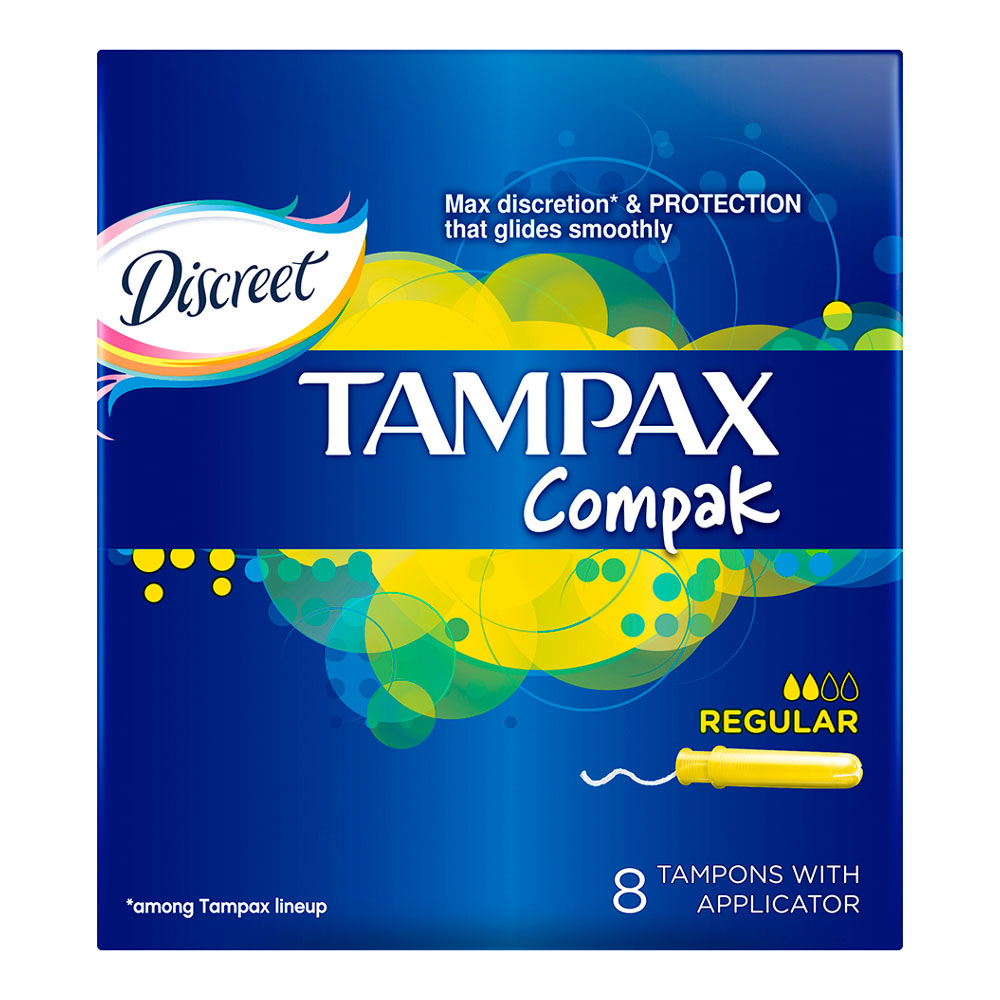 Max discretion* & PROTECTION
that glides smoothly
Discreet
TAMPAX
Compak
REGULAR
8 TAMPONS WITH
APPLICATOR
*among Tampax lineup